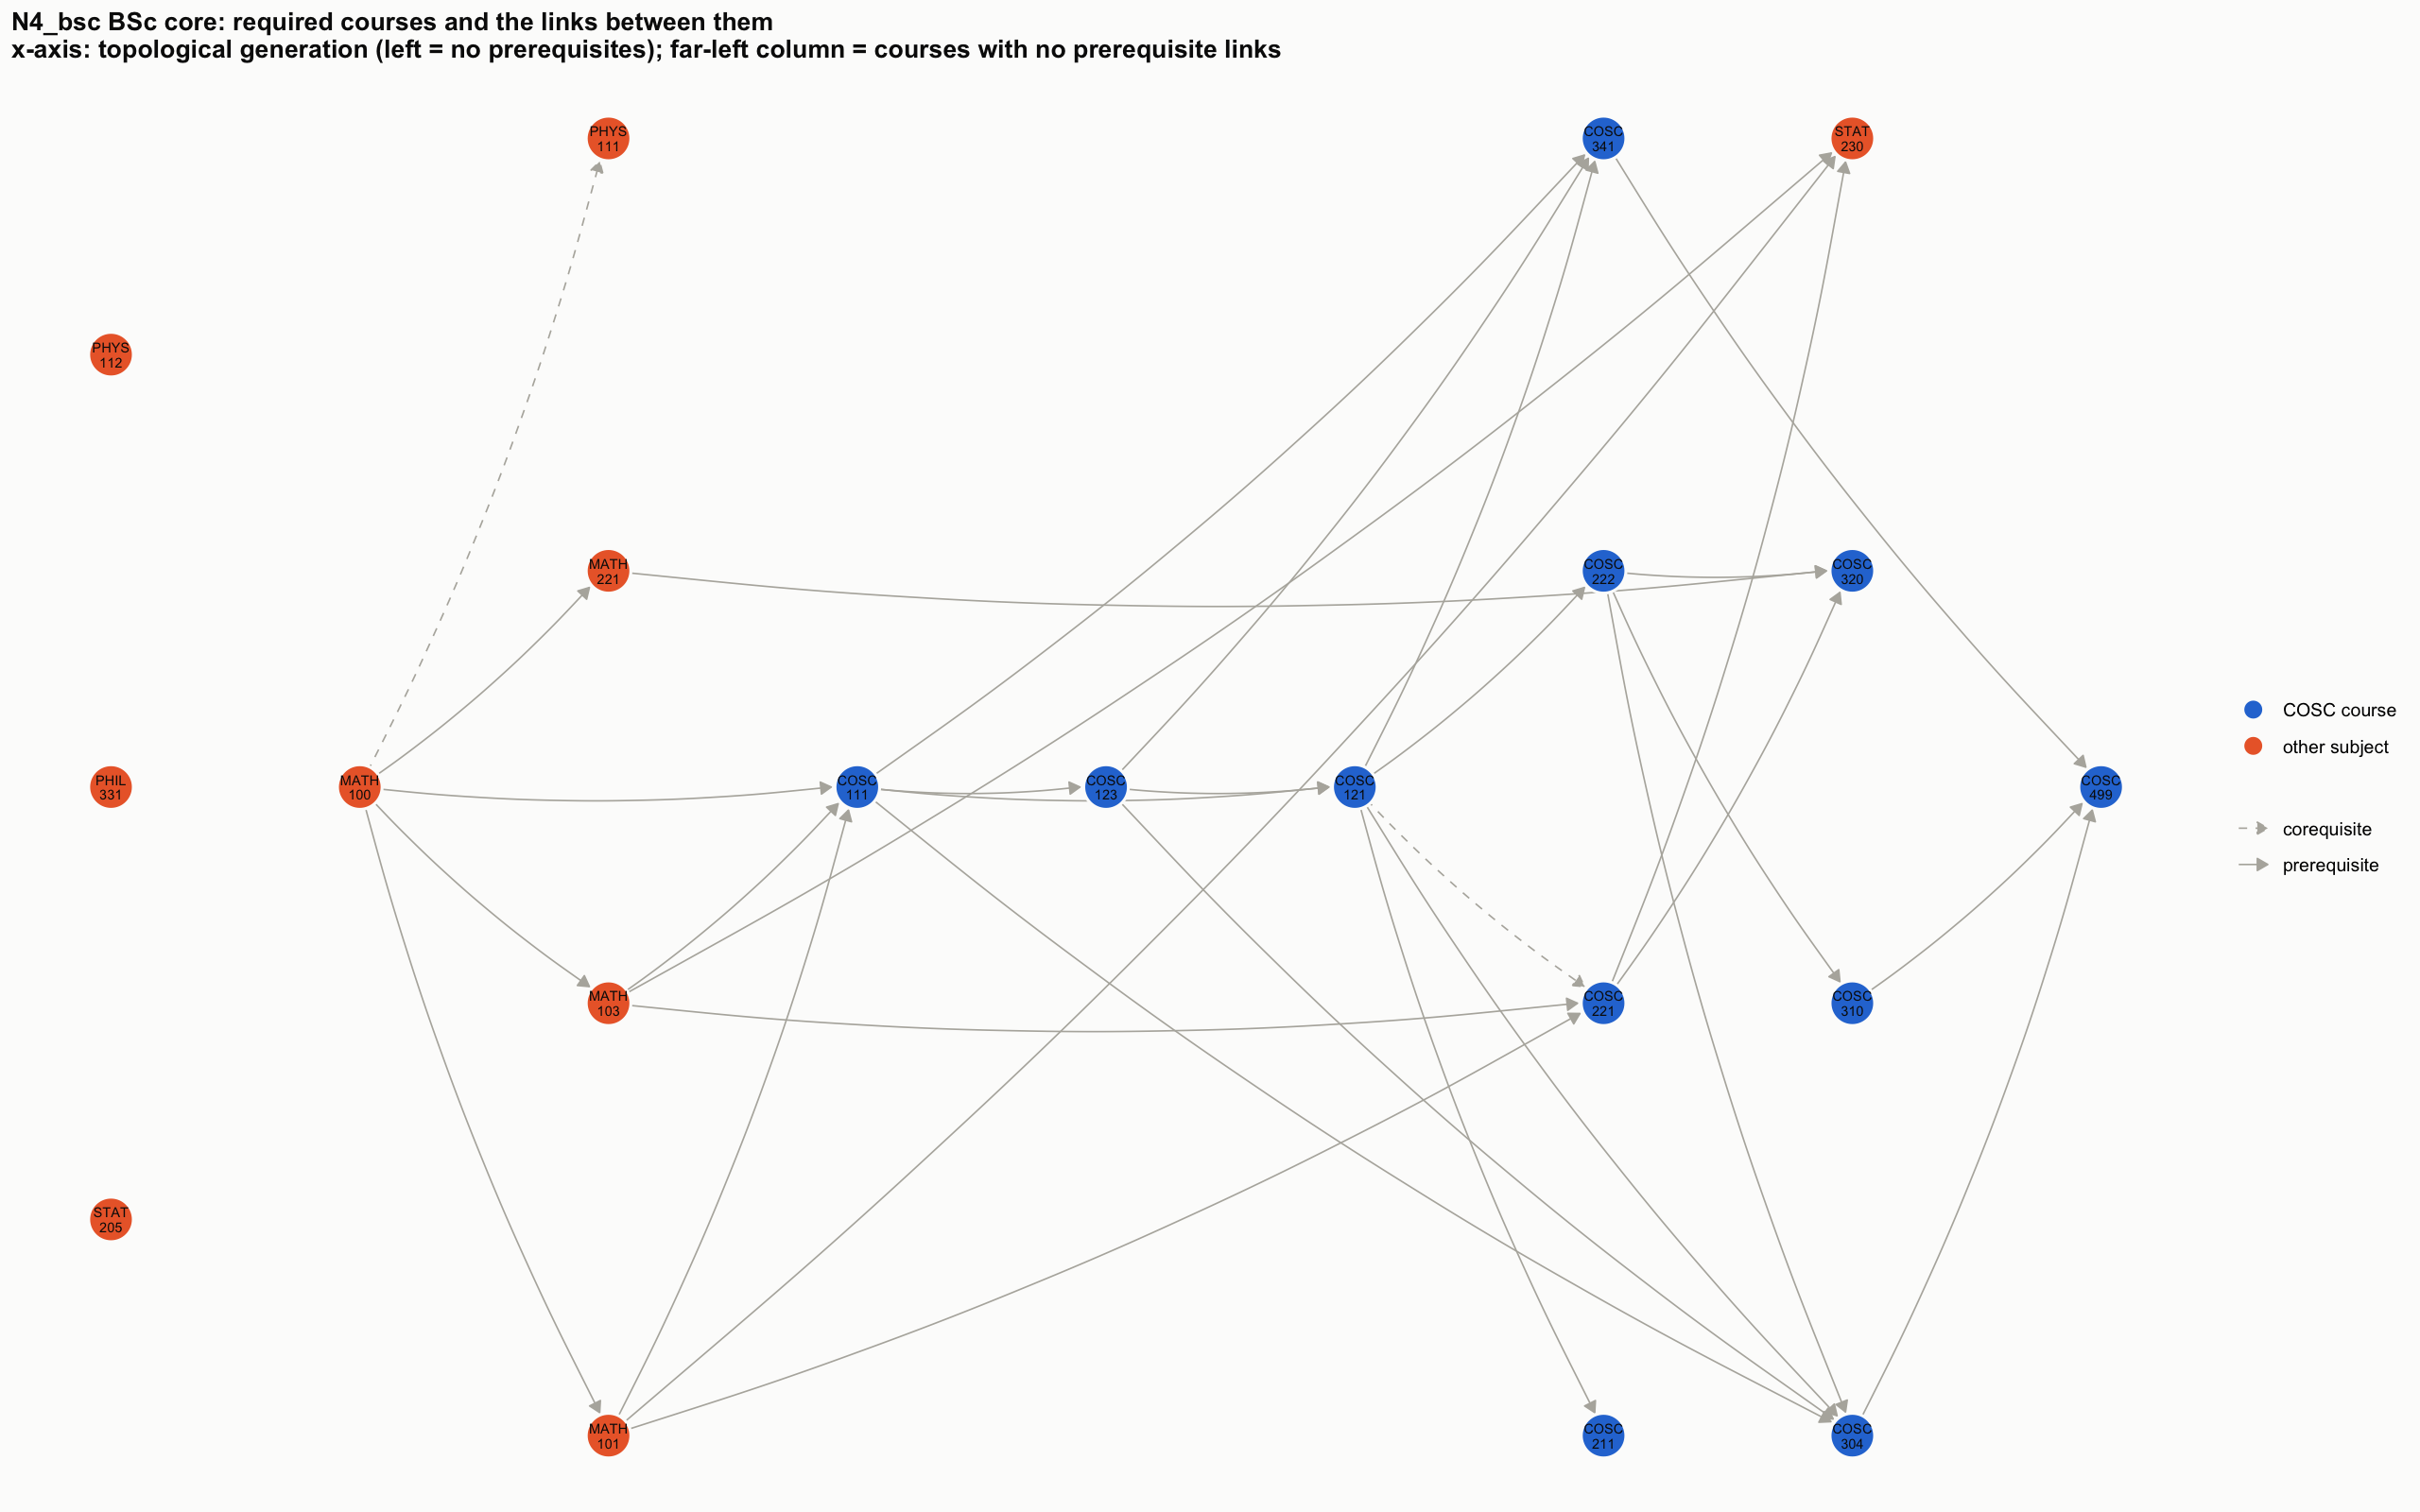 N4_bsc BSc core: required courses and the links between them
x-axis: topological generation (left = no prerequisites); far-left column = courses with no prerequisite links
PHYS
111
COSC
341
STAT
230
PHYS
112
MATH
221
COSC
222
COSC
320
PHIL
331
MATH
100
COSC
111
COSC
123
COSC
121
COSC
499
MATH
103
COSC
221
COSC
310
STAT
205
MATH
101
COSC
211
COSC
304
COSC course
other subject
corequisite
prerequisite